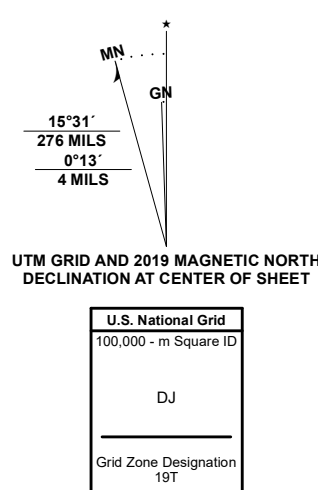 ★
MN
GN
15°31´
276 MILS
0°13´
4 MILS
UTM GRID AND 2019 MAGNETIC NORTH
DECLINATION AT CENTER OF SHEET
U.S. National Grid
100,000 - m Square ID
DJ
Grid Zone Designation
19T